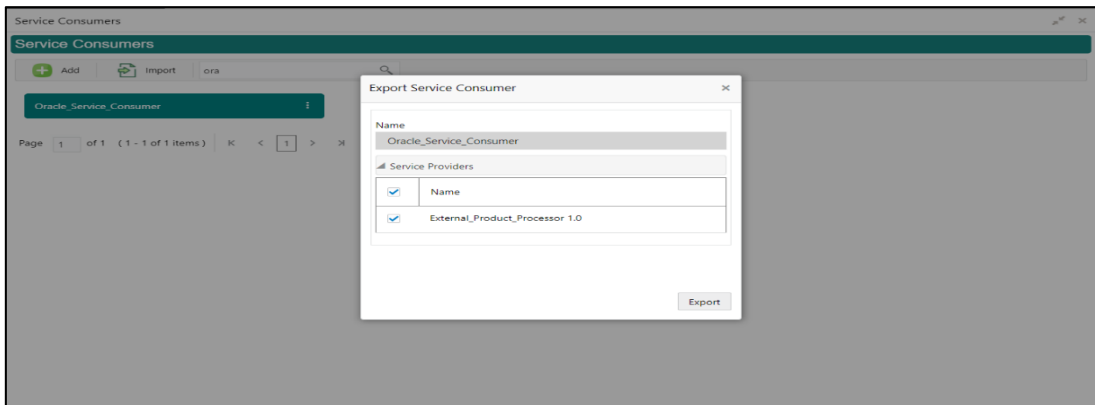 Service Consumers
Service Consumers
Add Import ora
Oracle_Service_Consumer
Page 1 of 1 (1 - 1 of 1 items) K < 1 > >|
Export Service Consumer ×
Name
Oracle_Service_Consumer
Service Providers
Name
External_Product_Processor 1.0
Export